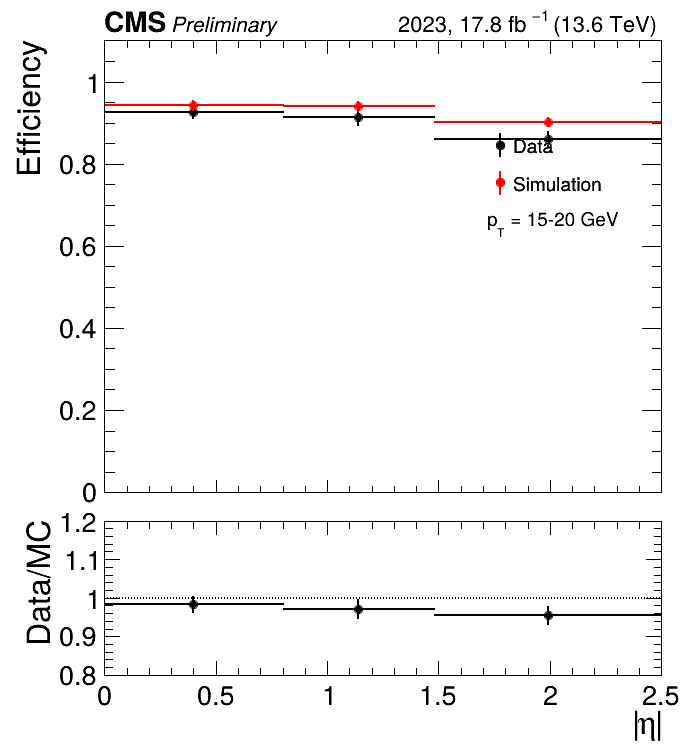 CMS Preliminary 2023, 17.8 fb⁻¹ (13.6 TeV)
Efficiency
1
0.8
0.6
0.4
0.2
0
Data
Simulation
p_T = 15-20 GeV
Data/MC
1.2
1.1
1
0.9
0.8
0 0.5 1 1.5 2 2.5
|η|